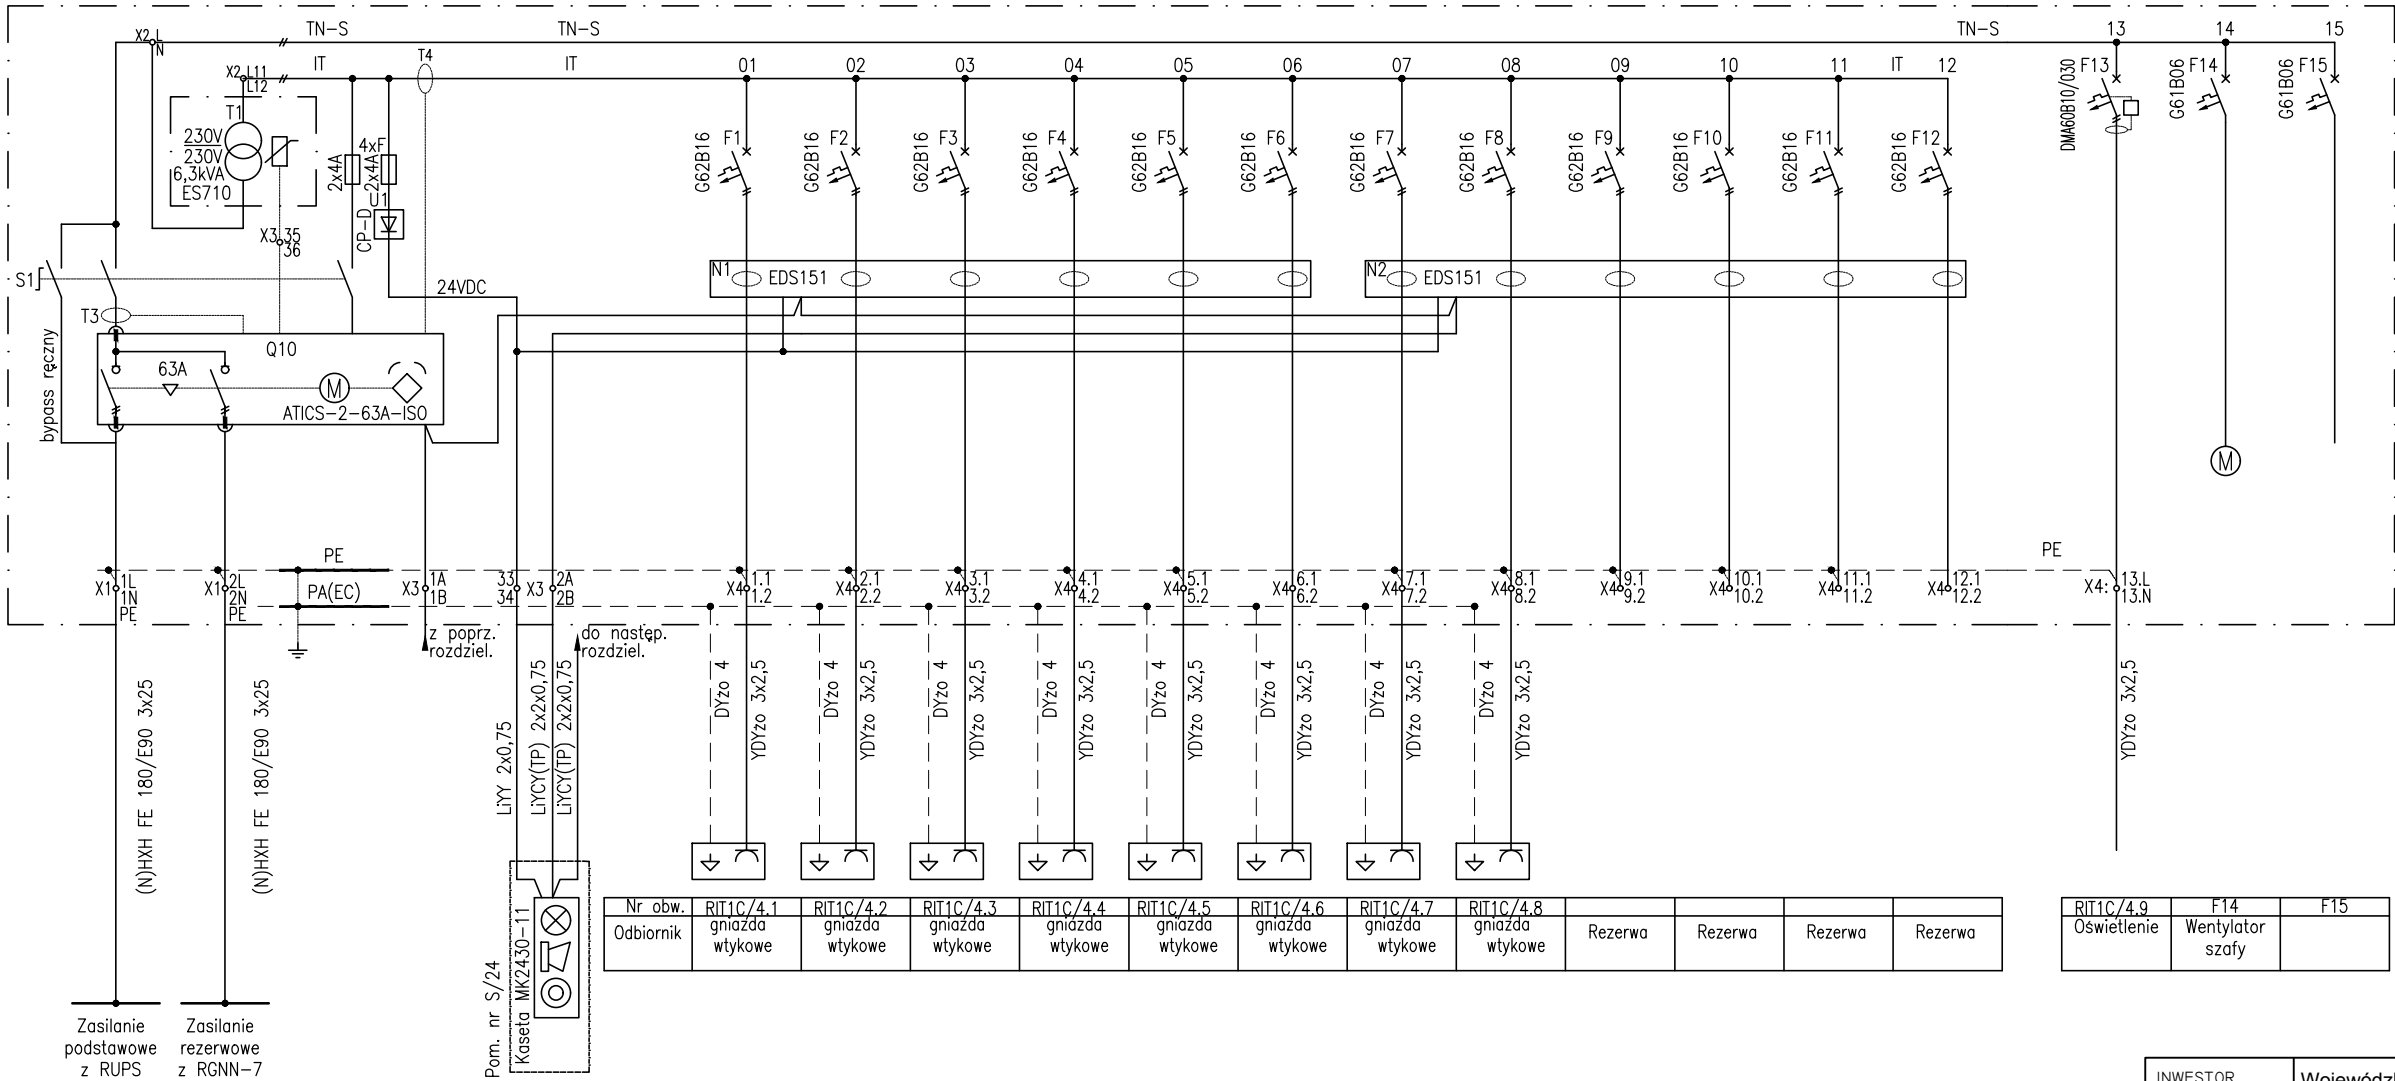 TN-S TN-S TN-S 13 14 15
X2 L
N
IT T4 IT 01 02 03 04 05 06 07 08 09 10 11 IT 12
X2 L11
L12
F13 F14 F15
DMA60B10/030 G61B06 G61B06
T1
230V
230V
6,3kVA
ES710
2x4A
4xF
2x4A
U1
CP-D
F1 F2 F3 F4 F5 F6 F7 F8 F9 F10 F11 F12
G62B16 G62B16 G62B16 G62B16 G62B16 G62B16 G62B16 G62B16 G62B16 G62B16 G62B16 G62B16
X3 35
36
S1
24VDC
N1 EDS151 N2 EDS151
T3
Q10
63A
M
ATICS-2-63A-ISO
bypass ręczny
M
PE PE
PA(EC)
X1 1L
1N
PE
X1 2L
2N
PE
X3 1A
1B
33
34
X3 2A
2B
X4 1.1
1.2
X4 2.1
2.2
X4 3.1
3.2
X4 4.1
4.2
X4 5.1
5.2
X4 6.1
6.2
X4 7.1
7.2
X4 8.1
8.2
X4 9.1
9.2
X4 10.1
10.2
X4 11.1
11.2
X4 12.1
12.2
X4: 13.L
13.N
z poprz.
rozdziel.
do następ.
rozdziel.
(N)HXH FE 180/E90 3x25
(N)HXH FE 180/E90 3x25
LiYY 2x0,75
LiYCY(TP) 2x2x0,75
LiYCY(TP) 2x2x0,75
DYżo 4
YDYżo 3x2,5
DYżo 4
YDYżo 3x2,5
DYżo 4
YDYżo 3x2,5
DYżo 4
YDYżo 3x2,5
DYżo 4
YDYżo 3x2,5
DYżo 4
YDYżo 3x2,5
DYżo 4
YDYżo 3x2,5
DYżo 4
YDYżo 3x2,5
YDYżo 3x2,5
Nr obw. RIT1C/4.1 RIT1C/4.2 RIT1C/4.3 RIT1C/4.4 RIT1C/4.5 RIT1C/4.6 RIT1C/4.7 RIT1C/4.8
Odbiornik
gniazda
wtykowe
gniazda
wtykowe
gniazda
wtykowe
gniazda
wtykowe
gniazda
wtykowe
gniazda
wtykowe
gniazda
wtykowe
gniazda
wtykowe
Rezerwa Rezerwa Rezerwa Rezerwa
RIT1C/4.9 F14 F15
Oświetlenie
Wentylator
szafy
Pom. nr S/24
Kaseta MK2430-11
Zasilanie
podstawowe
z RUPS
Zasilanie
rezerwowe
z RGNN-7
INWESTOR